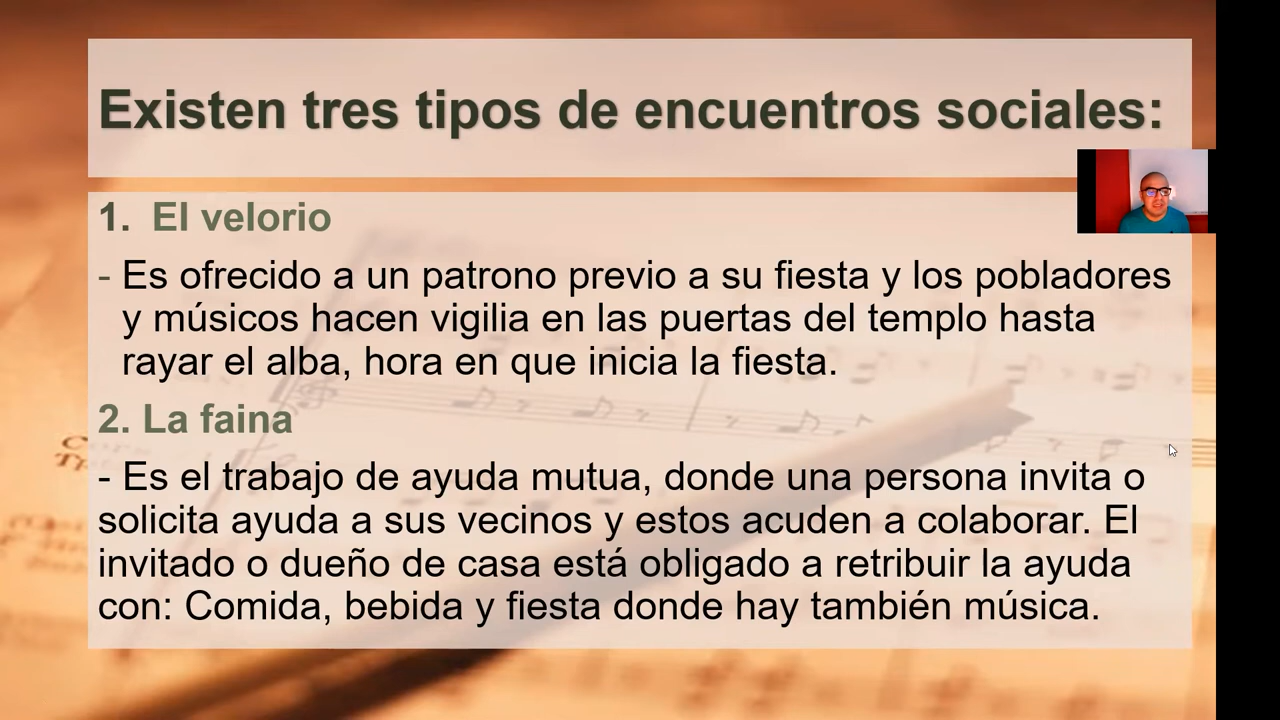 Existen tres tipos de encuentros sociales:
1. El velorio
- Es ofrecido a un patrono previo a su fiesta y los pobladores
y músicos hacen vigilia en las puertas del templo hasta
rayar el alba, hora en que inicia la fiesta.
2. La faina
- Es el trabajo de ayuda mutua, donde una persona invita o
solicita ayuda a sus vecinos y estos acuden a colaborar. El
invitado o dueño de casa está obligado a retribuir la ayuda
con: Comida, bebida y fiesta donde hay también música.